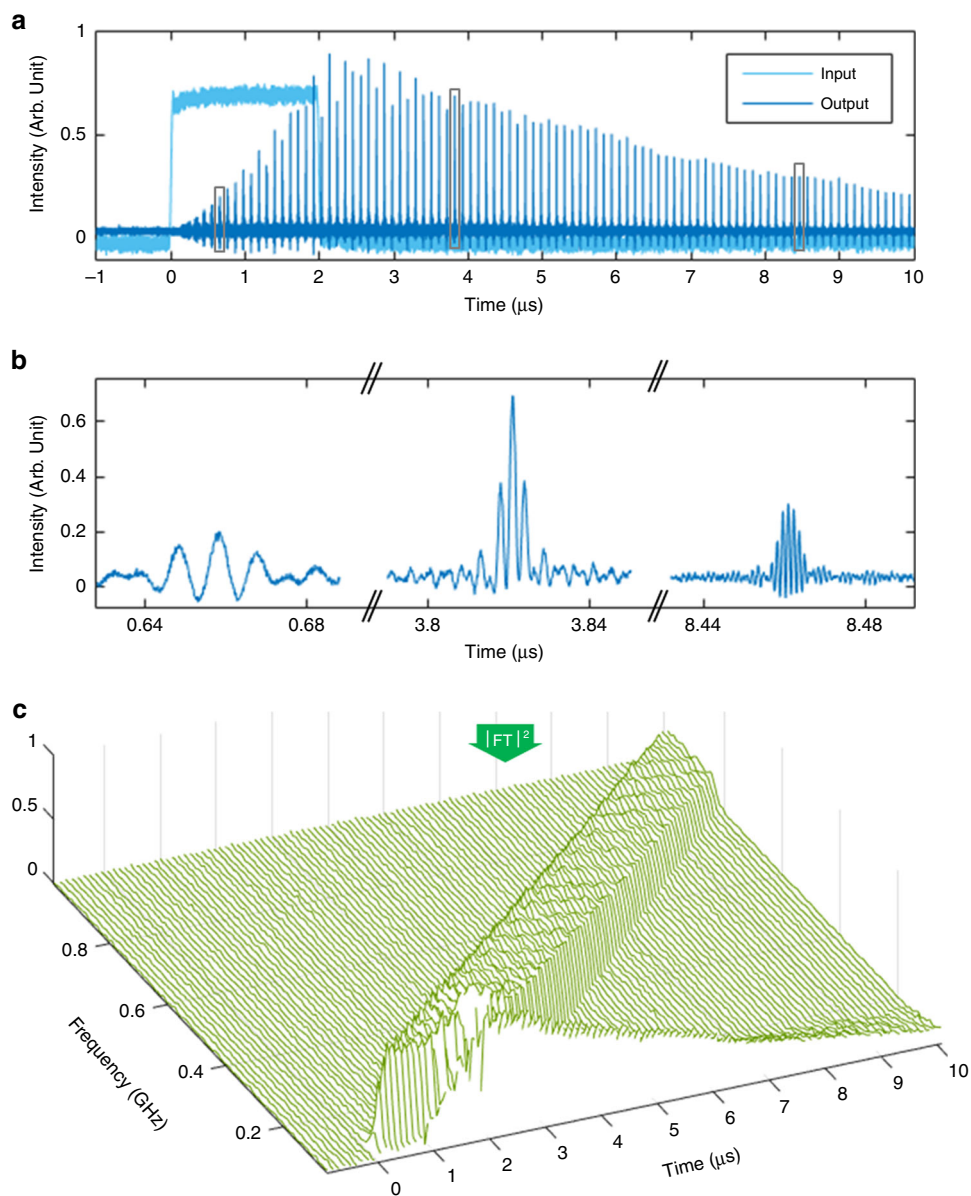 a
1
0.5
0
Intensity (Arb. Unit)
Input
Output
–1 0 1 2 3 4 5 6 7 8 9 10
Time (μs)
b
0.6
0.4
0.2
0
Intensity (Arb. Unit)
0.64 0.68 3.8 3.84 8.44 8.48
Time (μs)
c
|FT|²
1
0.5
0
0.8
0.6
0.4
0.2
Frequency (GHz)
0 1 2 3 4 5 6 7 8 9 10
Time (μs)